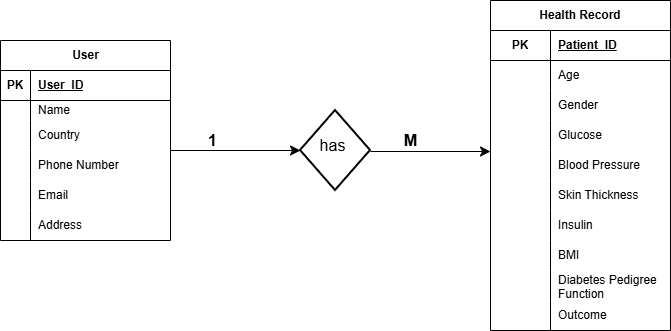 User
PK User_ID
Name
Country
Phone Number
Email
Address
1
has
M
Health Record
PK Patient_ID
Age
Gender
Glucose
Blood Pressure
Skin Thickness
Insulin
BMI
Diabetes Pedigree
Function
Outcome